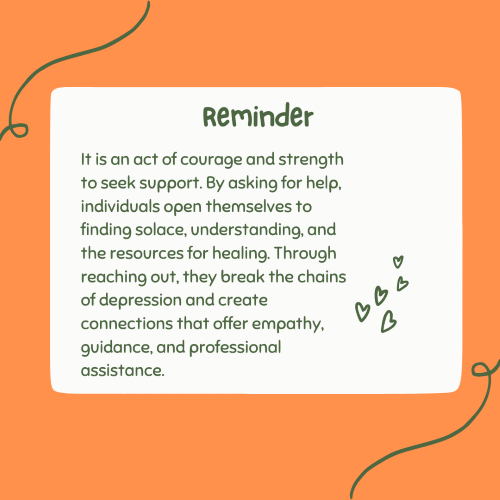 Reminder
It is an act of courage and strength
to seek support. By asking for help,
individuals open themselves to
finding solace, understanding, and
the resources for healing. Through
reaching out, they break the chains
of depression and create
connections that offer empathy,
guidance, and professional
assistance.